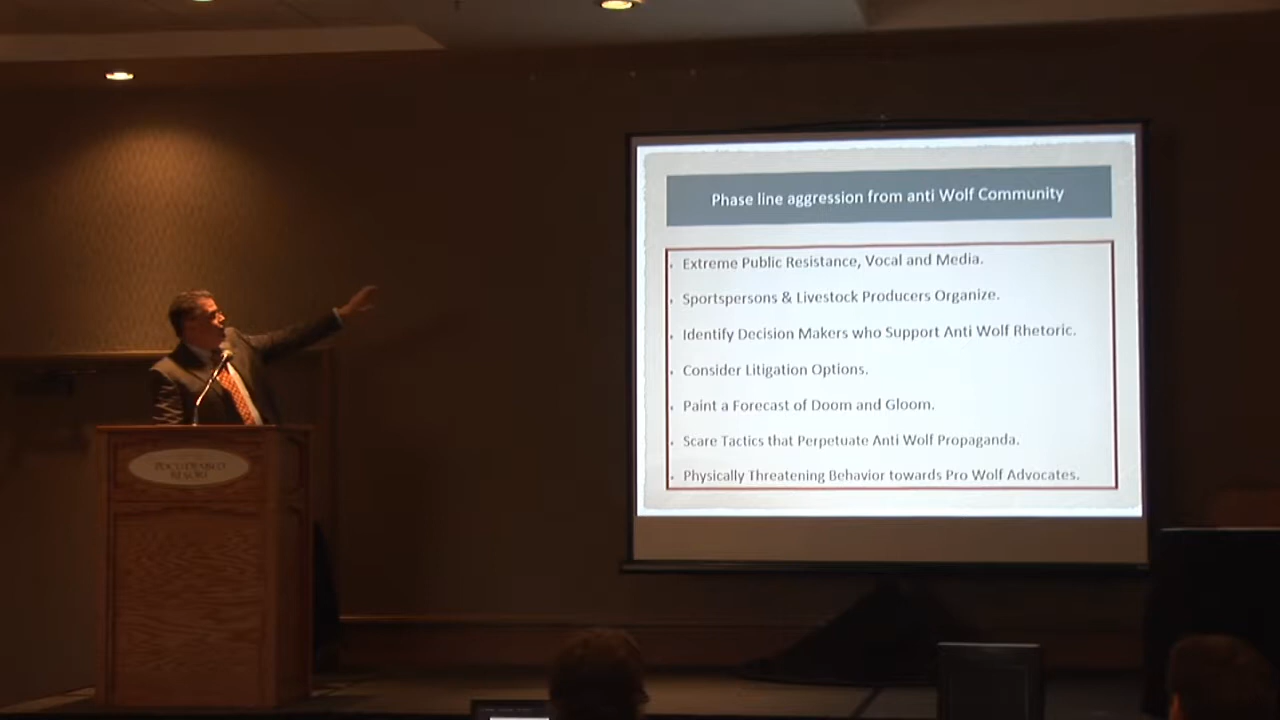 Phase line aggression from anti Wolf Community
• Extreme Public Resistance, Vocal and Media.
• Sportspersons & Livestock Producers Organize.
• Identify Decision Makers who Support Anti Wolf Rhetoric.
• Consider Litigation Options.
• Paint a Forecast of Doom and Gloom.
• Scare Tactics that Perpetuate Anti Wolf Propaganda.
• Physically Threatening Behavior towards Pro Wolf Advocates.
RESORT